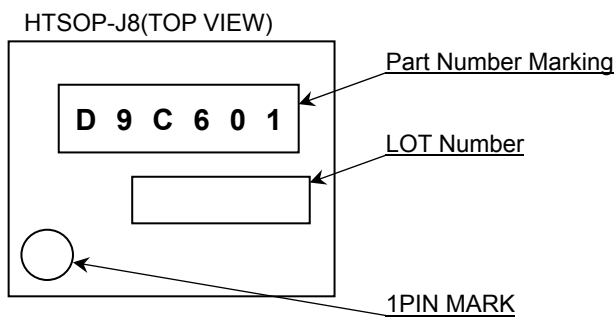 HTSOP-J8(TOP VIEW)
Part Number Marking
D 9 C 6 0 1
LOT Number
1PIN MARK